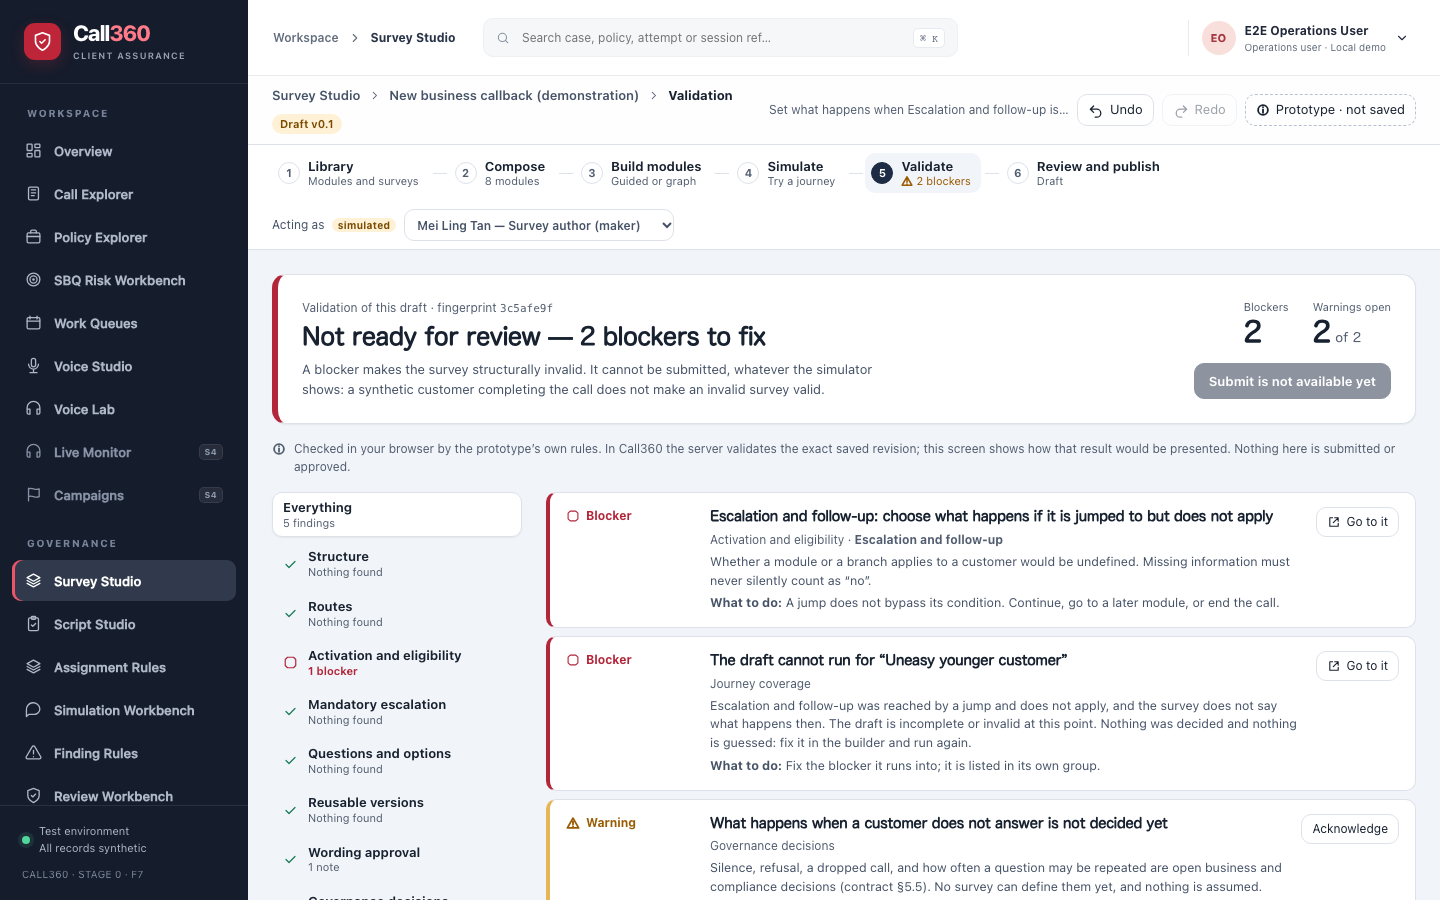 Call360
CLIENT ASSURANCE
WORKSPACE
Overview
Call Explorer
Policy Explorer
SBQ Risk Workbench
Work Queues
Voice Studio
Voice Lab
Live Monitor S4
Campaigns S4
GOVERNANCE
Survey Studio
Script Studio
Assignment Rules
Simulation Workbench
Finding Rules
Review Workbench
Test environment
All records synthetic
CALL360 · STAGE 0 · F7
Workspace > Survey Studio
Search case, policy, attempt or session ref...
⌘ K
EO
E2E Operations User
Operations user · Local demo
Survey Studio > New business callback (demonstration) > Validation
Draft v0.1
Set what happens when Escalation and follow-up is...
Undo
Redo
Prototype · not saved
1 Library
Modules and surveys
2 Compose
8 modules
3 Build modules
Guided or graph
4 Simulate
Try a journey
5 Validate
2 blockers
6 Review and publish
Draft
Acting as simulated Mei Ling Tan — Survey author (maker)
Validation of this draft · fingerprint 3c5afe9f
Not ready for review — 2 blockers to fix
A blocker makes the survey structurally invalid. It cannot be submitted, whatever the simulator
shows: a synthetic customer completing the call does not make an invalid survey valid.
Blockers
2
Warnings open
2 of 2
Submit is not available yet
Checked in your browser by the prototype's own rules. In Call360 the server validates the exact saved revision; this screen shows how that result would be presented. Nothing here is submitted or
approved.
Everything
5 findings
Structure
Nothing found
Routes
Nothing found
Activation and eligibility
1 blocker
Mandatory escalation
Nothing found
Questions and options
Nothing found
Reusable versions
Nothing found
Wording approval
1 note
Governance decisions
Blocker
Escalation and follow-up: choose what happens if it is jumped to but does not apply
Go to it
Activation and eligibility · Escalation and follow-up
Whether a module or a branch applies to a customer would be undefined. Missing information must
never silently count as “no”.
What to do: A jump does not bypass its condition. Continue, go to a later module, or end the call.
Blocker
The draft cannot run for “Uneasy younger customer”
Go to it
Journey coverage
Escalation and follow-up was reached by a jump and does not apply, and the survey does not say
what happens then. The draft is incomplete or invalid at this point. Nothing was decided and nothing
is guessed: fix it in the builder and run again.
What to do: Fix the blocker it runs into; it is listed in its own group.
Warning
What happens when a customer does not answer is not decided yet
Acknowledge
Governance decisions
Silence, refusal, a dropped call, and how often a question may be repeated are open business and
compliance decisions (contract §5.5). No survey can define them yet, and nothing is assumed.